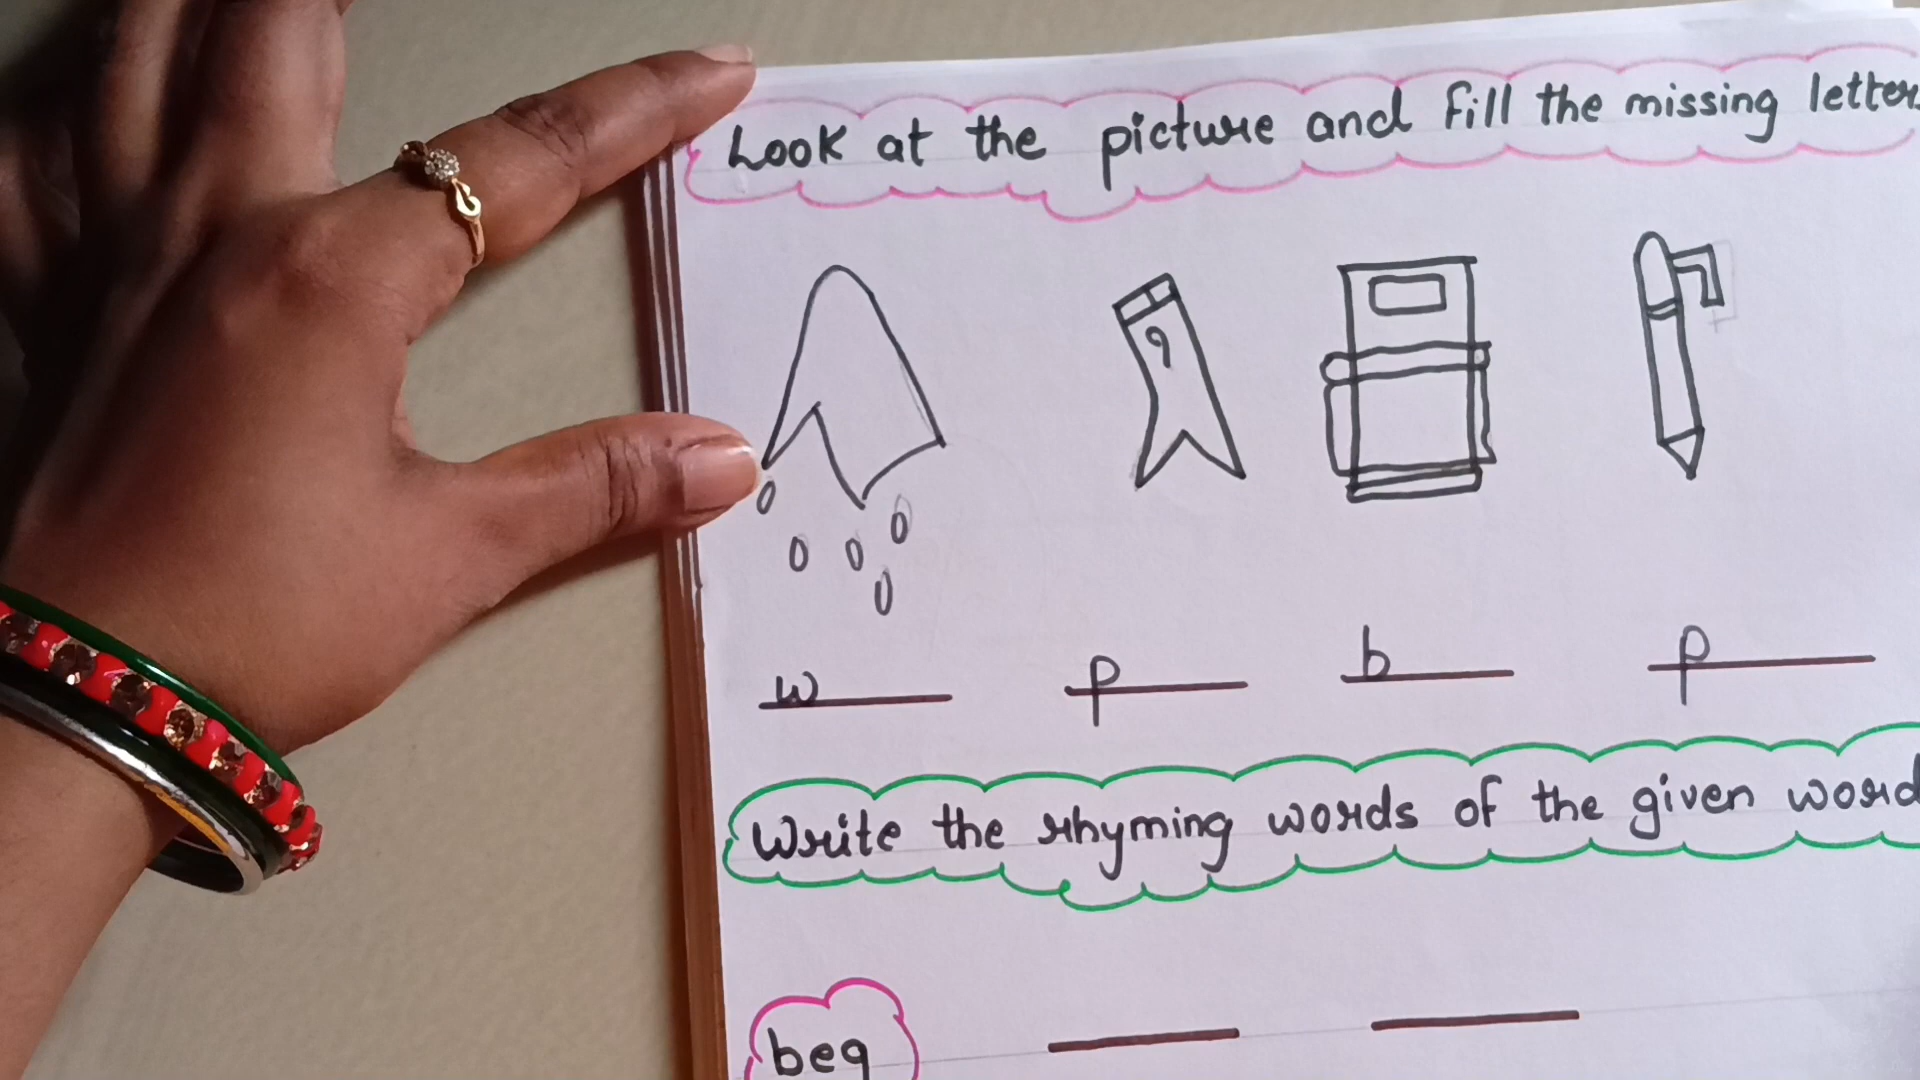 Look at the picture and fill the missing letter
w p b p
Write the rhyming words of the given word
beg